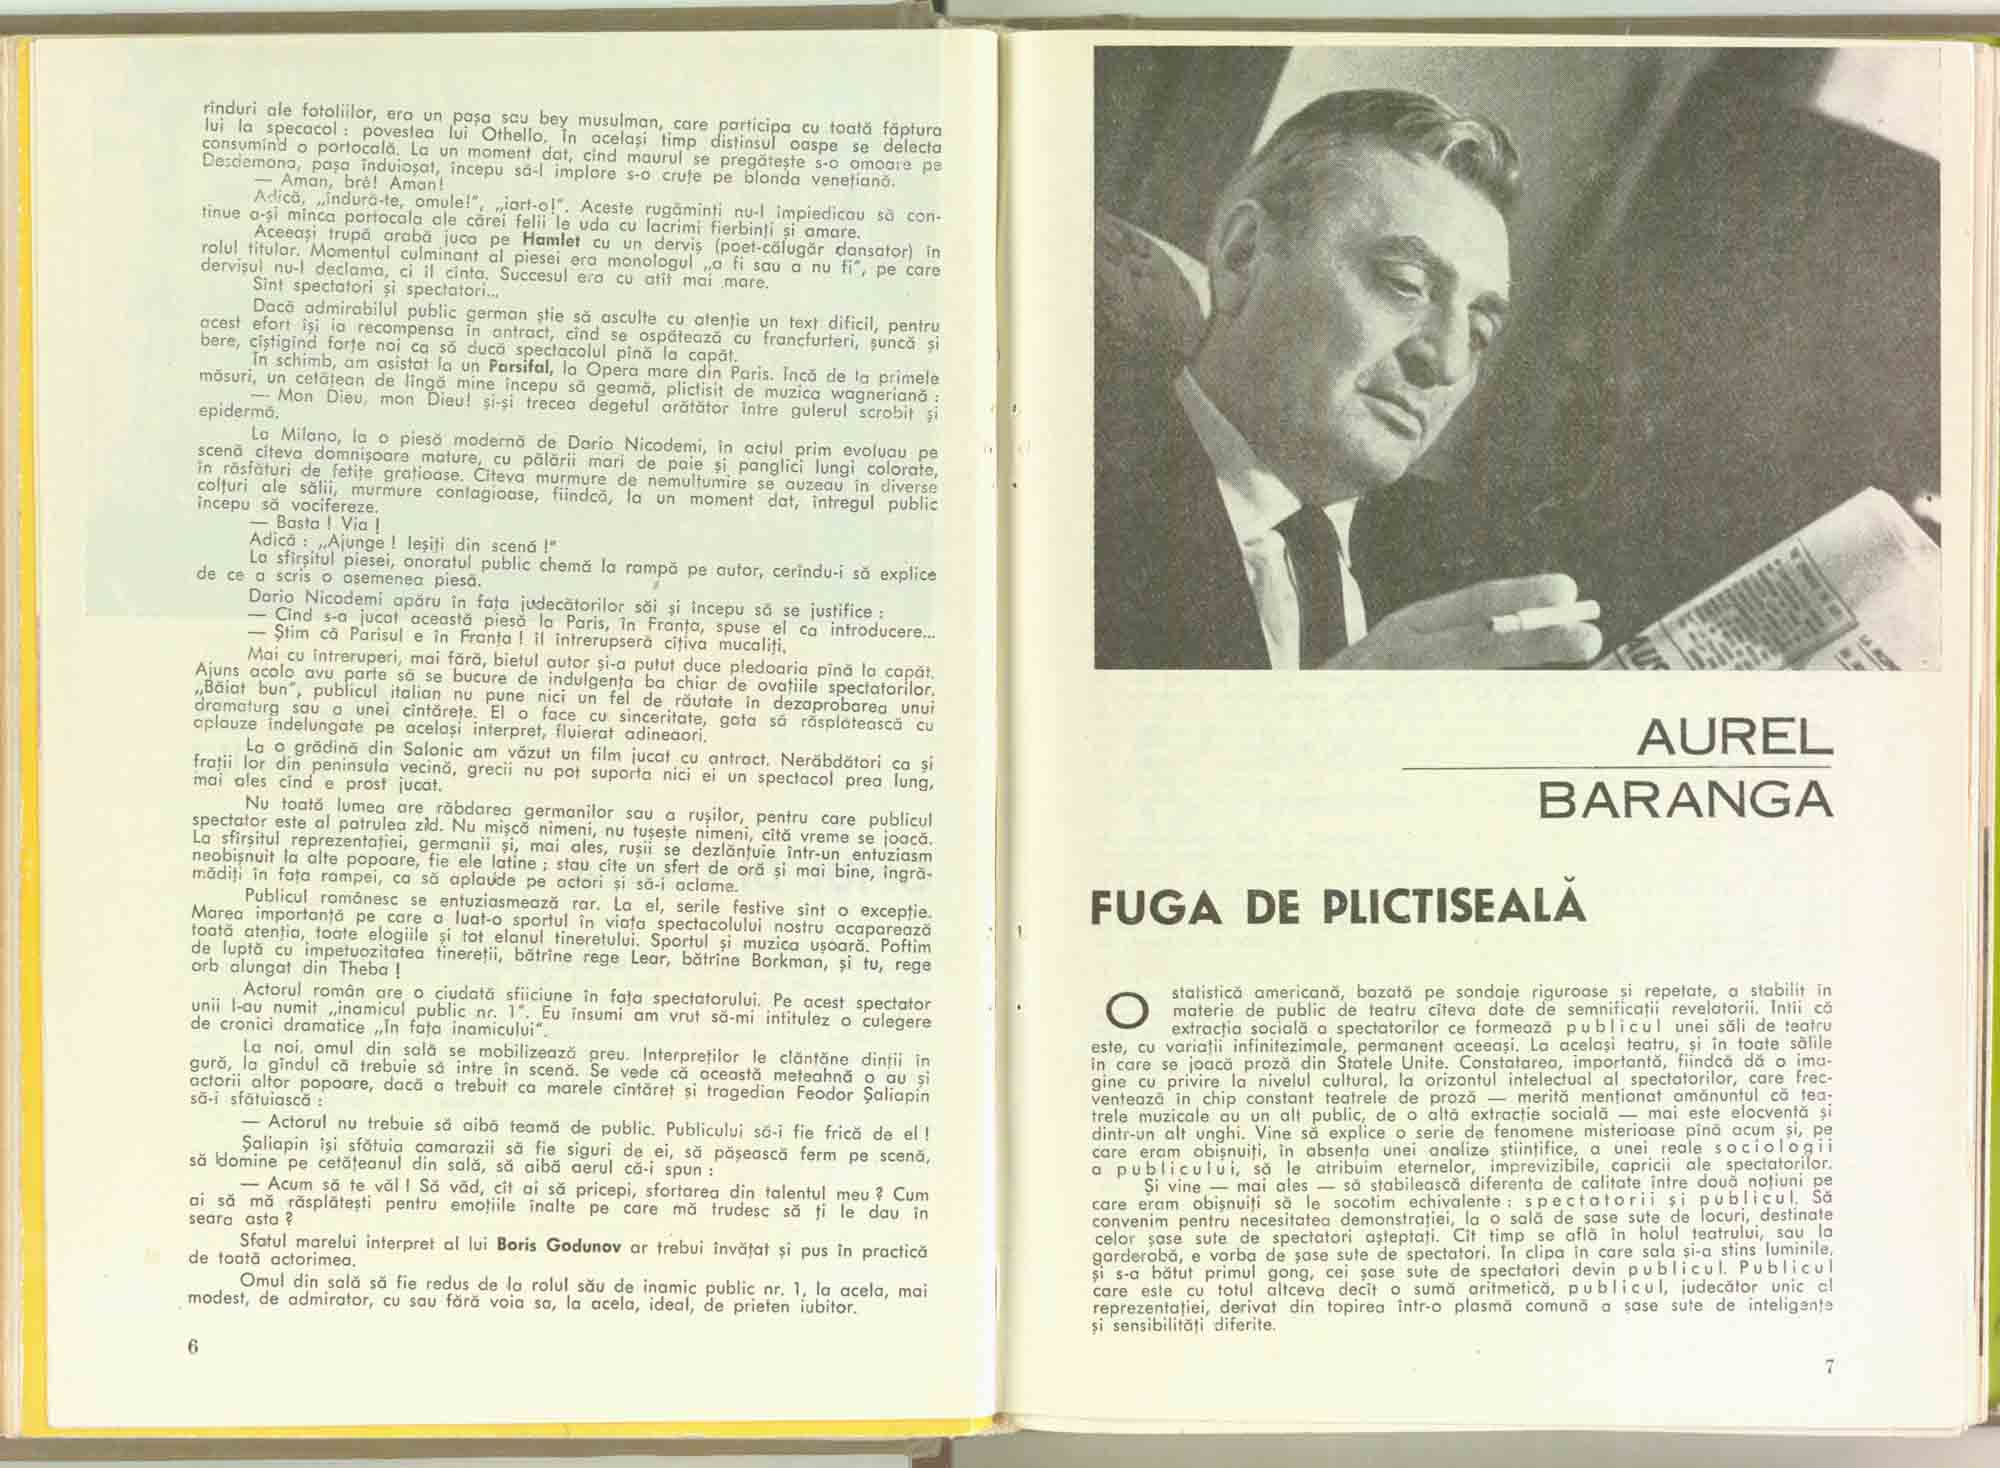 rînduri ale fotoliilor, era un pașa sau bey musulman, care participa cu toată făptura
lui la specacol : povestea lui Othello. În același timp distinsul oaspe se delecta
consumînd o portocală. La un moment dat, cînd maurul se pregătește s-o omoare pe
Desdemona, pașa înduioșat, începu să-l implore s-o cruțe pe blonda venețiană.
— Aman, brê! Aman!
Adică, „îndură-te, omule!", „iart-o!". Aceste rugăminți nu-l împiedicau să con-
tinue a-și mînca portocala ale cărei felii le uda cu lacrimi fierbinți și amare.
Aceeași trupă arabă juca pe Hamlet cu un derviș (poet-călugăr dansator) în
rolul titular. Momentul culminant al piesei era monologul „a fi sau a nu fi", pe care
dervișul nu-l declama, ci îl cînta. Succesul era cu atît mai mare.
Sînt spectatori și spectatori...
Dacă admirabilul public german știe să asculte cu atenție un text dificil, pentru
acest efort își ia recompensa în antract, cînd se ospătează cu francfurteri, șuncă și
bere, cîștigînd forțe noi ca să ducă spectacolul pînă la capăt.
În schimb, am asistat la un Parsifal, la Opera mare din Paris. Încă de la primele
măsuri, un cetățean de lîngă mine începu să geamă, plictisit de muzica wagneriană :
— Mon Dieu, mon Dieu! și-și trecea degetul arătător între gulerul scrobit și
epidermă.
La Milano, la o piesă modernă de Dario Nicodemi, în actul prim evoluau pe
scenă cîteva domnișoare mature, cu pălării mari de paie și panglici lungi colorate,
în răsfățuri de fetițe grațioase. Cîteva murmure de nemulțumire se auzeau în diverse
colțuri ale sălii, murmure contagioase, fiindcă, la un moment dat, întregul public
începu să vocifereze.
— Basta ! Via !
Adică : „Ajunge ! Ieșiți din scenă !"
La sfîrșitul piesei, onoratul public chemă la rampă pe autor, cerîndu-i să explice
de ce a scris o asemenea piesă.
Dario Nicodemi apăru în fața judecătorilor săi și începu să se justifice :
— Cînd s-a jucat această piesă la Paris, în Franța, spuse el ca introducere...
— Știm că Parisul e în Franța ! îl întrerupseră cîțiva mucaliți.
Mai cu întreruperi, mai fără, bietul autor și-a putut duce pledoaria pînă la capăt.
Ajuns acolo avu parte să se bucure de indulgența ba chiar de ovațiile spectatorilor.
„Băiat bun", publicul italian nu pune nici un fel de răutate în dezaprobarea unui
dramaturg sau a unei cîntărețe. El o face cu sinceritate, gata să răsplătească cu
aplauze îndelungate pe același interpret, fluierat adineaori.
La o grădină din Salonic am văzut un film jucat cu antract. Nerăbdători ca și
frații lor din peninsula vecină, grecii nu pot suporta nici ei un spectacol prea lung,
mai ales cînd e prost jucat.
Nu toată lumea are răbdarea germanilor sau a rușilor, pentru care publicul
spectator este al patrulea zid. Nu mișcă nimeni, nu tușește nimeni, cîtă vreme se joacă.
La sfîrșitul reprezentației, germanii și, mai ales, rușii se dezlănțuie într-un entuziasm
neobișnuit la alte popoare, fie ele latine ; stau cîte un sfert de oră și mai bine, îngră-
mădiți în fața rampei, ca să aplaude pe actori și să-i aclame.
Publicul românesc se entuziasmează rar. La el, serile festive sînt o excepție.
Marea importanță pe care a luat-o sportul în viața spectacolului nostru acaparează
toată atenția, toate elogiile și tot elanul tineretului. Sportul și muzica ușoară. Poftim
de luptă cu impetuozitatea tinereții, bătrîne rege Lear, bătrîne Borkman, și tu, rege
orb alungat din Theba !
Actorul român are o ciudată sfiiciune în fața spectatorului. Pe acest spectator
unii l-au numit „inamicul public nr. 1". Eu însumi am vrut să-mi intitulez o culegere
de cronici dramatice „În fața inamicului".
La noi, omul din sală se mobilizează greu. Interpreților le clănțăne dinții în
gură, la gîndul că trebuie să intre în scenă. Se vede că această meteahnă o au și
actorii altor popoare, dacă a trebuit ca marele cîntăreț și tragedian Feodor Șaliapin
să-i sfătuiască :
— Actorul nu trebuie să aibă teamă de public. Publicului să-i fie frică de el !
Șaliapin își sfătuia camarazii să fie siguri de ei, să pășească ferm pe scenă,
să domine pe cetățeanul din sală, să aibă aerul că-i spun :
— Acum să te văl ! Să văd, cît ai să pricepi, sfortarea din talentul meu ? Cum
ai să mă răsplătești pentru emoțiile înalte pe care mă trudesc să ți le dau în
seara asta ?
Sfatul marelui interpret al lui Boris Godunov ar trebui învățat și pus în practică
de toată actorimea.
Omul din sală să fie redus de la rolul său de inamic public nr. 1, la acela, mai
modest, de admirator, cu sau fără voia sa, la acela, ideal, de prieten iubitor.
6
AUREL
BARANGA
FUGA DE PLICTISEALĂ
O statistică americană, bazată pe sondaje riguroase și repetate, a stabilit în
materie de public de teatru cîteva date de semnificații revelatorii. Întîi că
extracția socială a spectatorilor ce formează publicul unei săli de teatru
este, cu variații infinitezimale, permanent aceeași. La același teatru, și în toate sălile
în care se joacă proză din Statele Unite. Constatarea, importantă, fiindcă dă o ima-
gine cu privire la nivelul cultural, la orizontul intelectual al spectatorilor, care frec-
ventează în chip constant teatrele de proză — merită menționat amănuntul că tea-
trele muzicale au un alt public, de o altă extracție socială — mai este elocventă și
dintr-un alt unghi. Vine să explice o serie de fenomene misterioase pînă acum și, pe
care eram obișnuiți, în absența unei analize științifice, a unei reale sociologii
a publicului, să le atribuim eternelor, imprevizibile, capricii ale spectatorilor.
Și vine — mai ales — să stabilească diferența de calitate între două noțiuni pe
care eram obișnuiți să le socotim echivalente : spectatorii și publicul. Să
convenim pentru necesitatea demonstrației, la o sală de șase sute de locuri, destinate
celor șase sute de spectatori așteptați. Cît timp se află în holul teatrului, sau la
garderobă, e vorba de șase sute de spectatori. În clipa în care sala și-a stins luminile,
și s-a bătut primul gong, cei șase sute de spectatori devin publicul. Publicul
care este cu totul altceva decît o sumă aritmetică, publicul, judecător unic al
reprezentației, derivat din topirea într-o plasmă comună a șase sute de inteligențe
și sensibilități diferite.
7